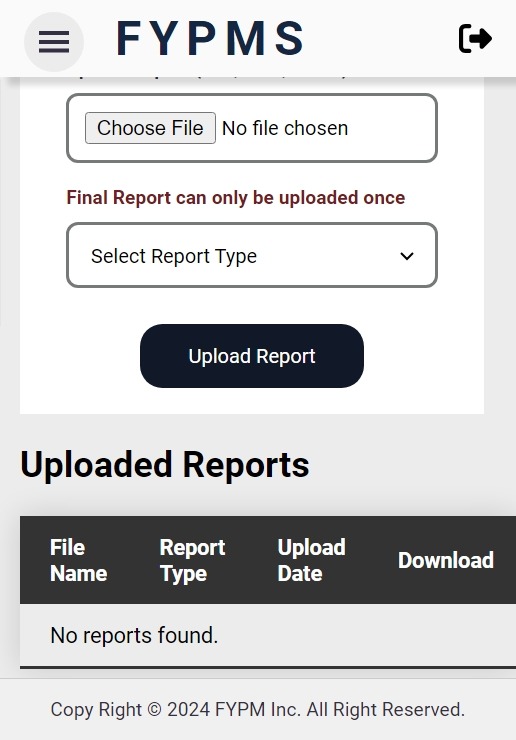 FYPMS
Choose File No file chosen
Final Report can only be uploaded once
Select Report Type
Upload Report
Uploaded Reports
File Name Report Type Upload Date Download
No reports found.
Copy Right © 2024 FYPM Inc. All Right Reserved.